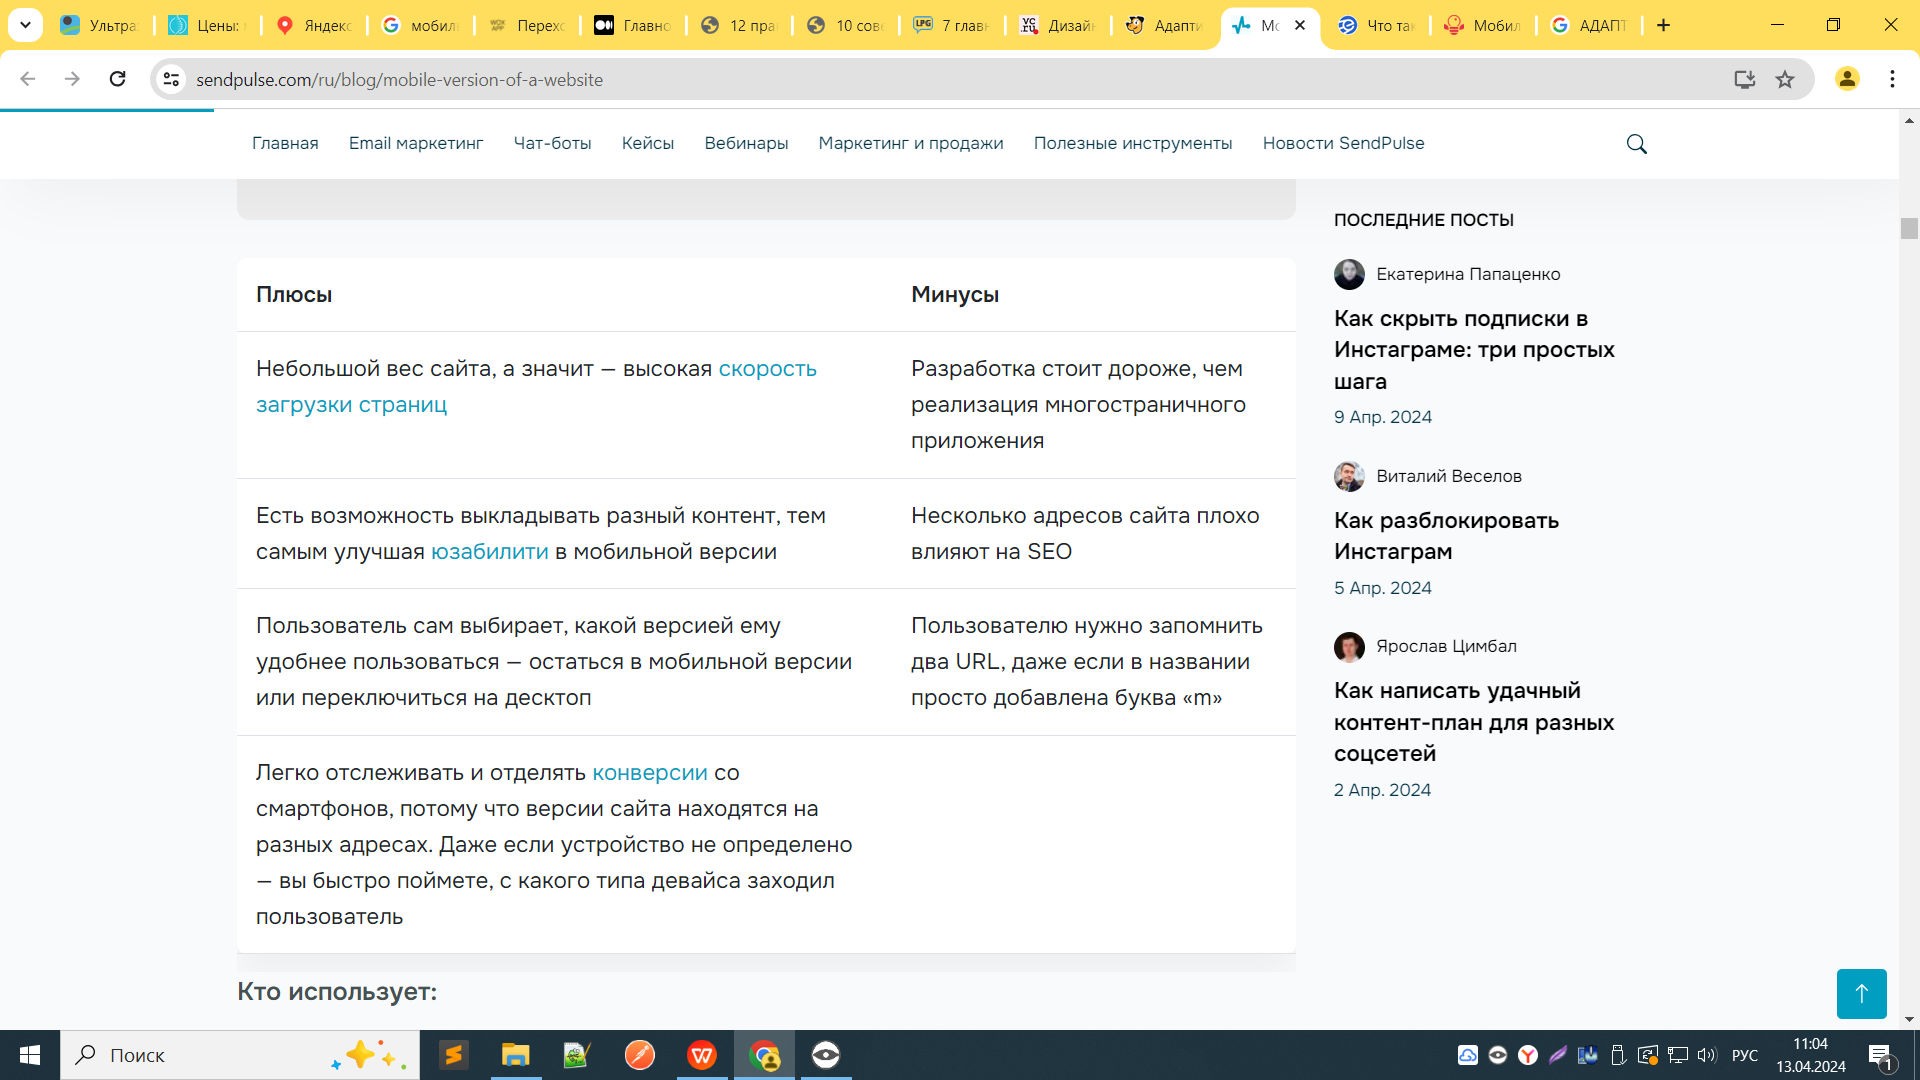 Ультра:
Цены:
Яндекс
мобиль
Перехо
Главно
12 пра
10 сове
7 главн
Дизайн
Адапти
Мо
Что так
Мобил
АДАПТ
sendpulse.com/ru/blog/mobile-version-of-a-website
Главная
Email маркетинг
Чат-боты
Кейсы
Вебинары
Маркетинг и продажи
Полезные инструменты
Новости SendPulse
Плюсы
Минусы
Небольшой вес сайта, а значит — высокая скорость
загрузки страниц
Разработка стоит дороже, чем
реализация многостраничного
приложения
Есть возможность выкладывать разный контент, тем
самым улучшая юзабилити в мобильной версии
Несколько адресов сайта плохо
влияют на SEO
Пользователь сам выбирает, какой версией ему
удобнее пользоваться — остаться в мобильной версии
или переключиться на десктоп
Пользователю нужно запомнить
два URL, даже если в названии
просто добавлена буква «m»
Легко отслеживать и отделять конверсии со
смартфонов, потому что версии сайта находятся на
разных адресах. Даже если устройство не определено
— вы быстро поймете, с какого типа девайса заходил
пользователь
Кто использует:
ПОСЛЕДНИЕ ПОСТЫ
Екатерина Папаценко
Как скрыть подписки в
Инстаграме: три простых
шага
9 Апр. 2024
Виталий Веселов
Как разблокировать
Инстаграм
5 Апр. 2024
Ярослав Цимбал
Как написать удачный
контент-план для разных
соцсетей
2 Апр. 2024
Поиск
РУС
11:04
13.04.2024
1